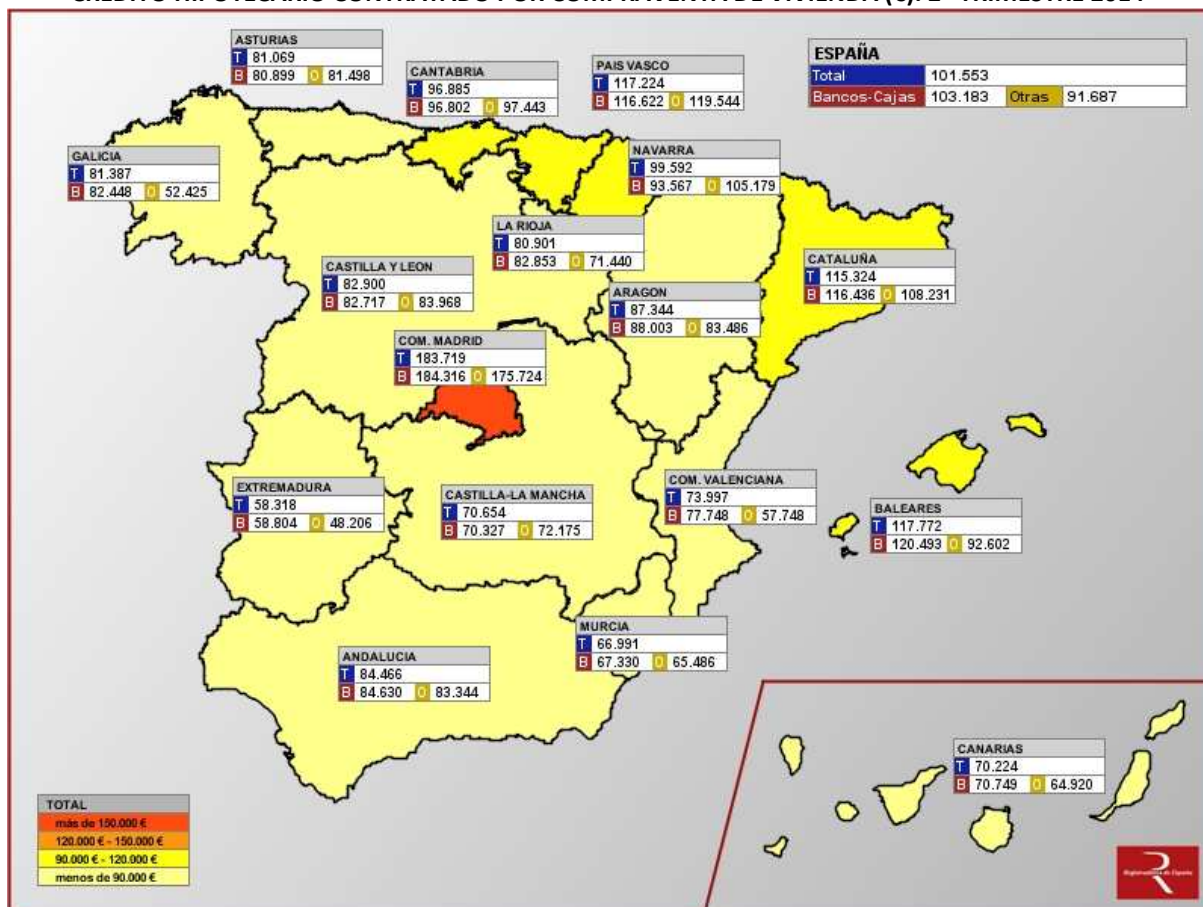 ASTURIAS
T 81.069
B 80.899 O 81.498
CANTABRIA
T 96.885
B 96.802 O 97.443
PAIS VASCO
T 117.224
B 116.622 O 119.544
ESPAÑA
Total 101.553
Bancos-Cajas 103.183 Otras 91.687
GALICIA
T 81.387
B 82.448 O 52.425
NAVARRA
T 99.592
B 93.567 O 105.179
LA RIOJA
T 80.901
B 82.853 O 71.440
CASTILLA Y LEON
T 82.900
B 82.717 O 83.968
CATALUÑA
T 115.324
B 116.436 O 108.231
ARAGON
T 87.344
B 88.003 O 83.486
COM. MADRID
T 183.719
B 184.316 O 175.724
EXTREMADURA
T 58.318
B 58.804 O 48.206
CASTILLA-LA MANCHA
T 70.654
B 70.327 O 72.175
COM. VALENCIANA
T 73.997
B 77.748 O 57.748
BALEARES
T 117.772
B 120.493 O 92.602
MURCIA
T 66.991
B 67.330 O 65.486
ANDALUCIA
T 84.466
B 84.630 O 83.344
CANARIAS
T 70.224
B 70.749 O 64.920
TOTAL
más de 150.000 €
120.000 € - 150.000 €
90.000 € - 120.000 €
menos de 90.000 €
R
Registradores de España